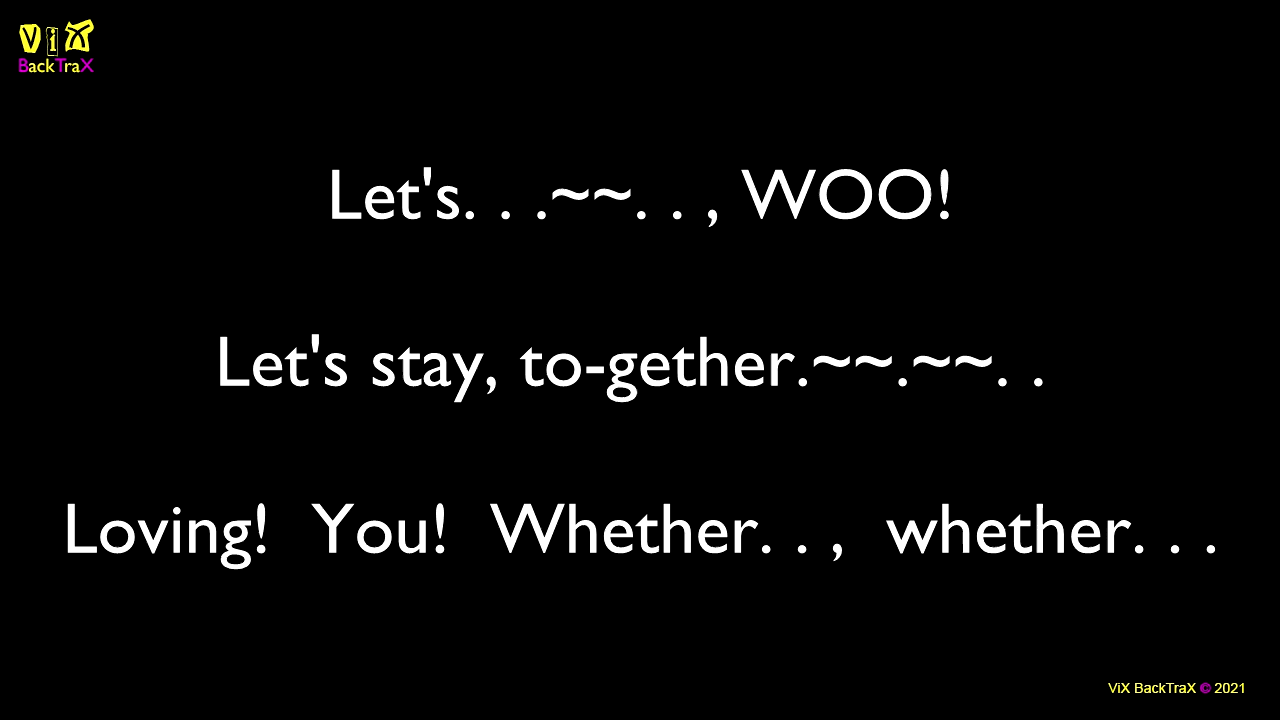 ViX
BackTraX
Let's. . .~~. . , WOO!
Let's stay, to-gether.~~.~~. .
Loving!  You!  Whether. . ,  whether. . .
ViX BackTraX © 2021